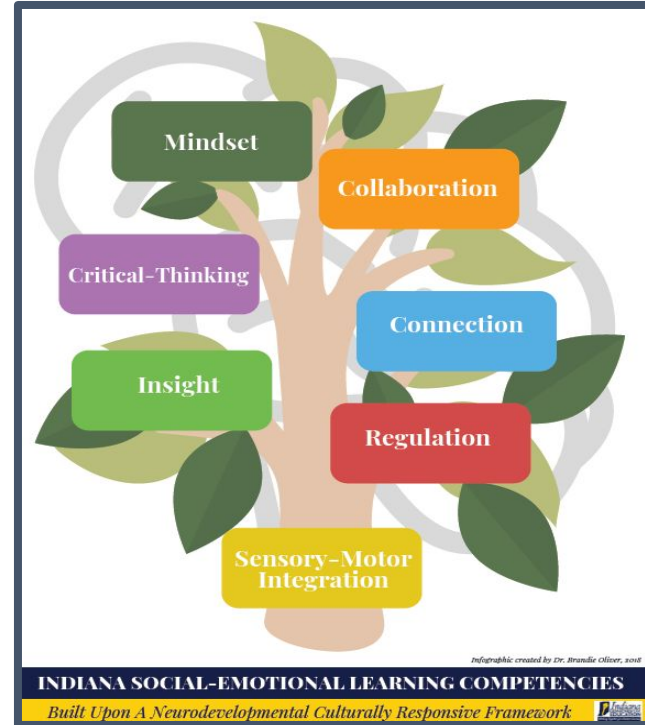 Mindset
Collaboration
Critical-Thinking
Connection
Insight
Regulation
Sensory-Motor
Integration
Infographic created by Dr. Brandie Oliver, 2018
INDIANA SOCIAL-EMOTIONAL LEARNING COMPETENCIES
Built Upon A Neurodevelopmental Culturally Responsive Framework
Indiana